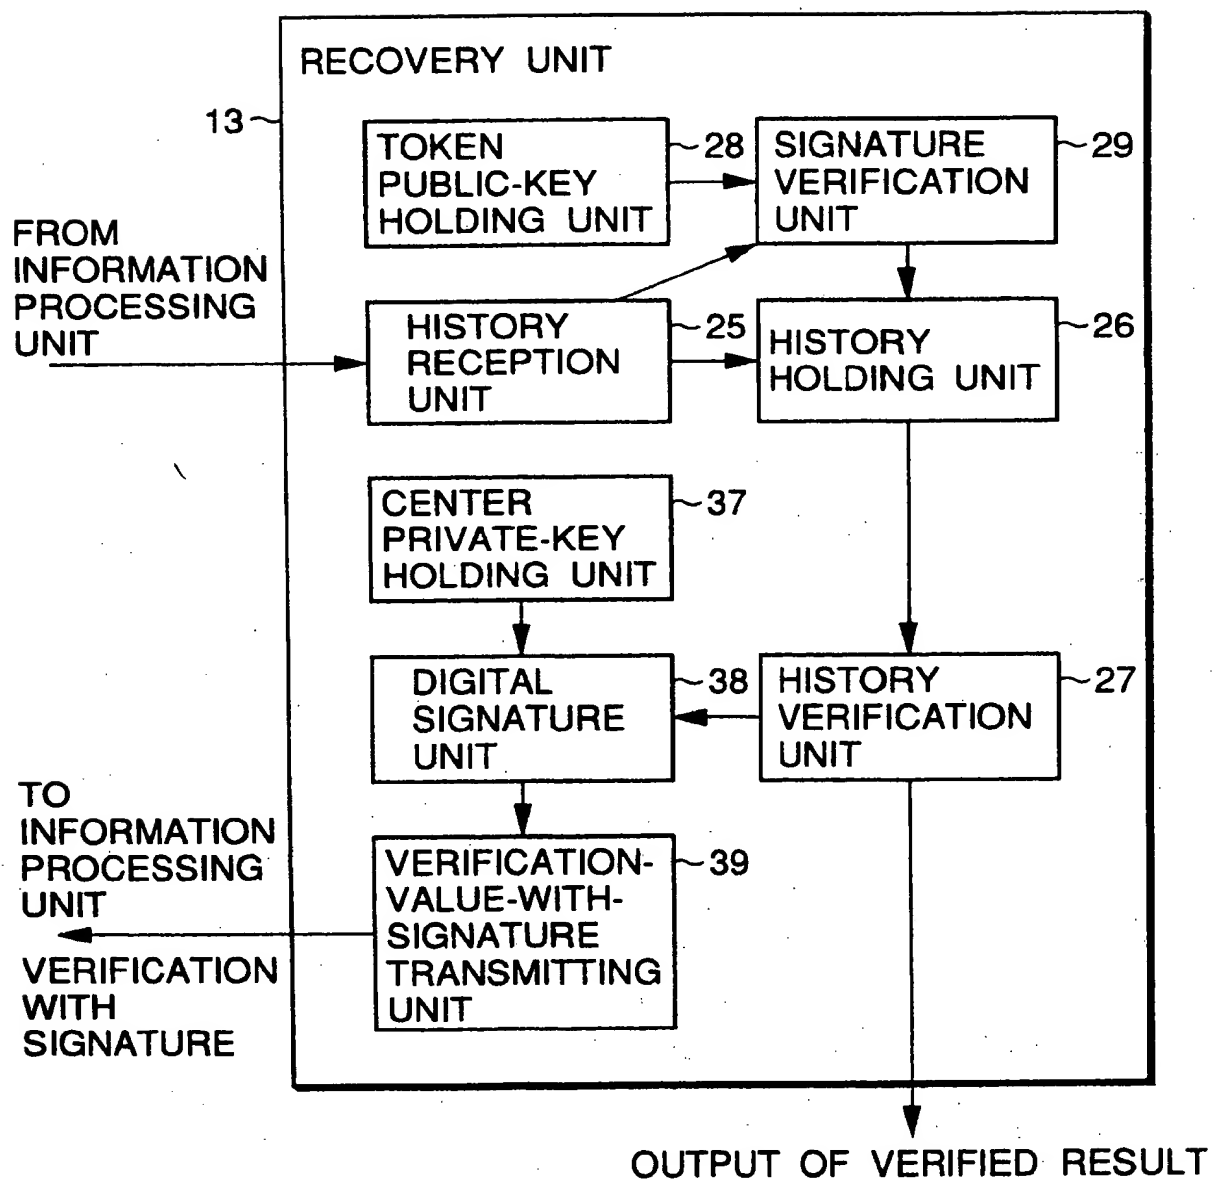 RECOVERY UNIT
13
TOKEN
PUBLIC-KEY
HOLDING UNIT
28
SIGNATURE
VERIFICATION
UNIT
29
FROM
INFORMATION
PROCESSING
UNIT
HISTORY
RECEPTION
UNIT
25
HISTORY
HOLDING UNIT
26
CENTER
PRIVATE-KEY
HOLDING UNIT
37
DIGITAL
SIGNATURE
UNIT
38
HISTORY
VERIFICATION
UNIT
27
TO
INFORMATION
PROCESSING
UNIT
VERIFICATION
WITH
SIGNATURE
VERIFICATION-
VALUE-WITH-
SIGNATURE
TRANSMITTING
UNIT
39
OUTPUT OF VERIFIED RESULT